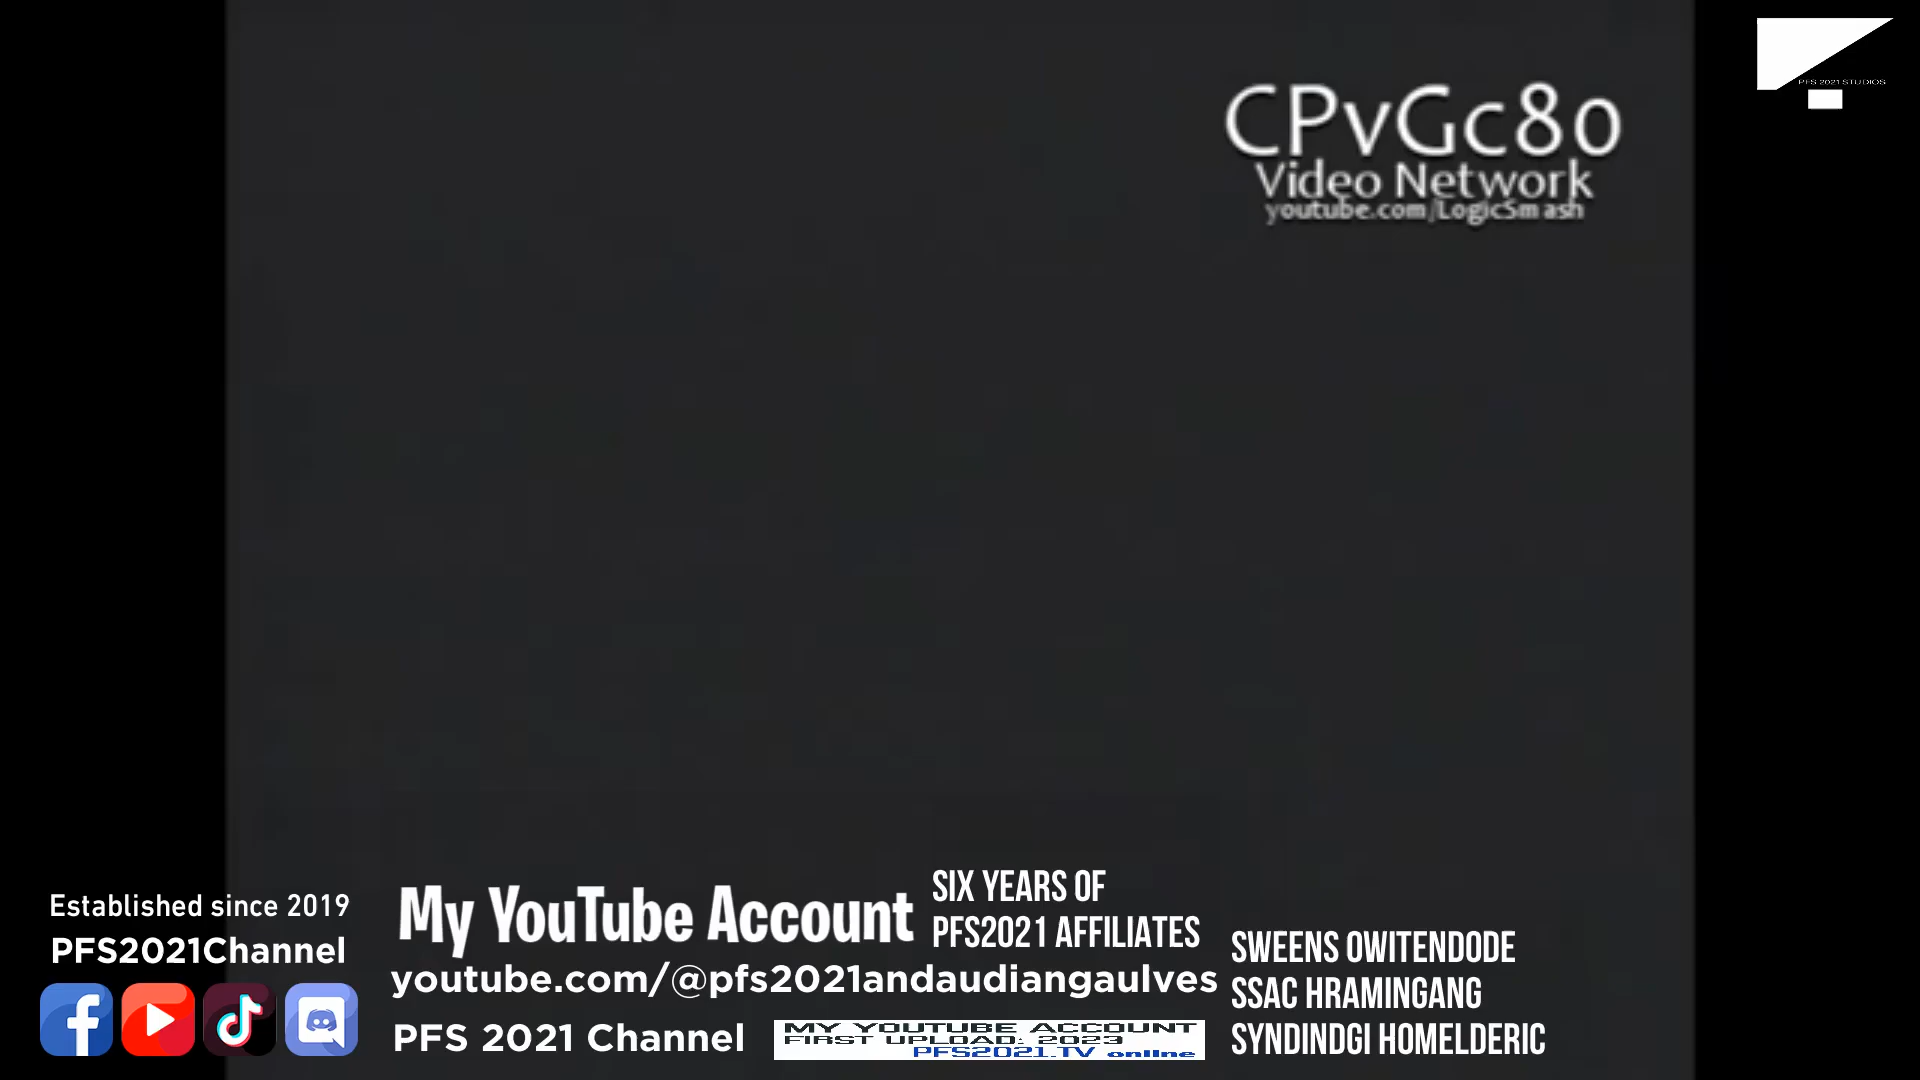 CPvGc80
Video Network
youtube.com/LogicSmash
PFS 2021 STUDIOS
Established since 2019
PFS2021Channel
My YouTube Account
youtube.com/@pfs2021andaudiangaulves
PFS 2021 Channel
SIX YEARS OF
PFS2021 AFFILIATES
MY YOUTUBE ACCOUNT
FIRST UPLOAD: 2023
PFS2021.TV online
SWEENS OWITENDODE
SSAC HRAMINGANG
SYNDINDGI HOMELDERIC